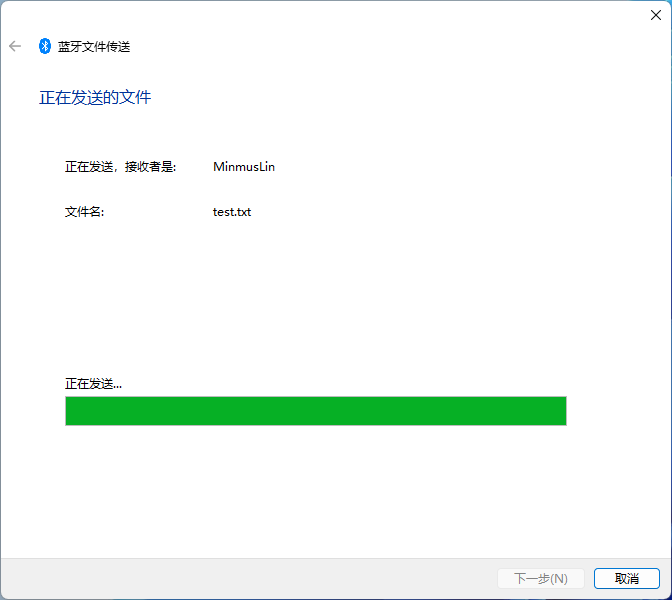 蓝牙文件传送
正在发送的文件
正在发送，接收者是: MinmusLin
文件名: test.txt
正在发送...
下一步(N) 取消